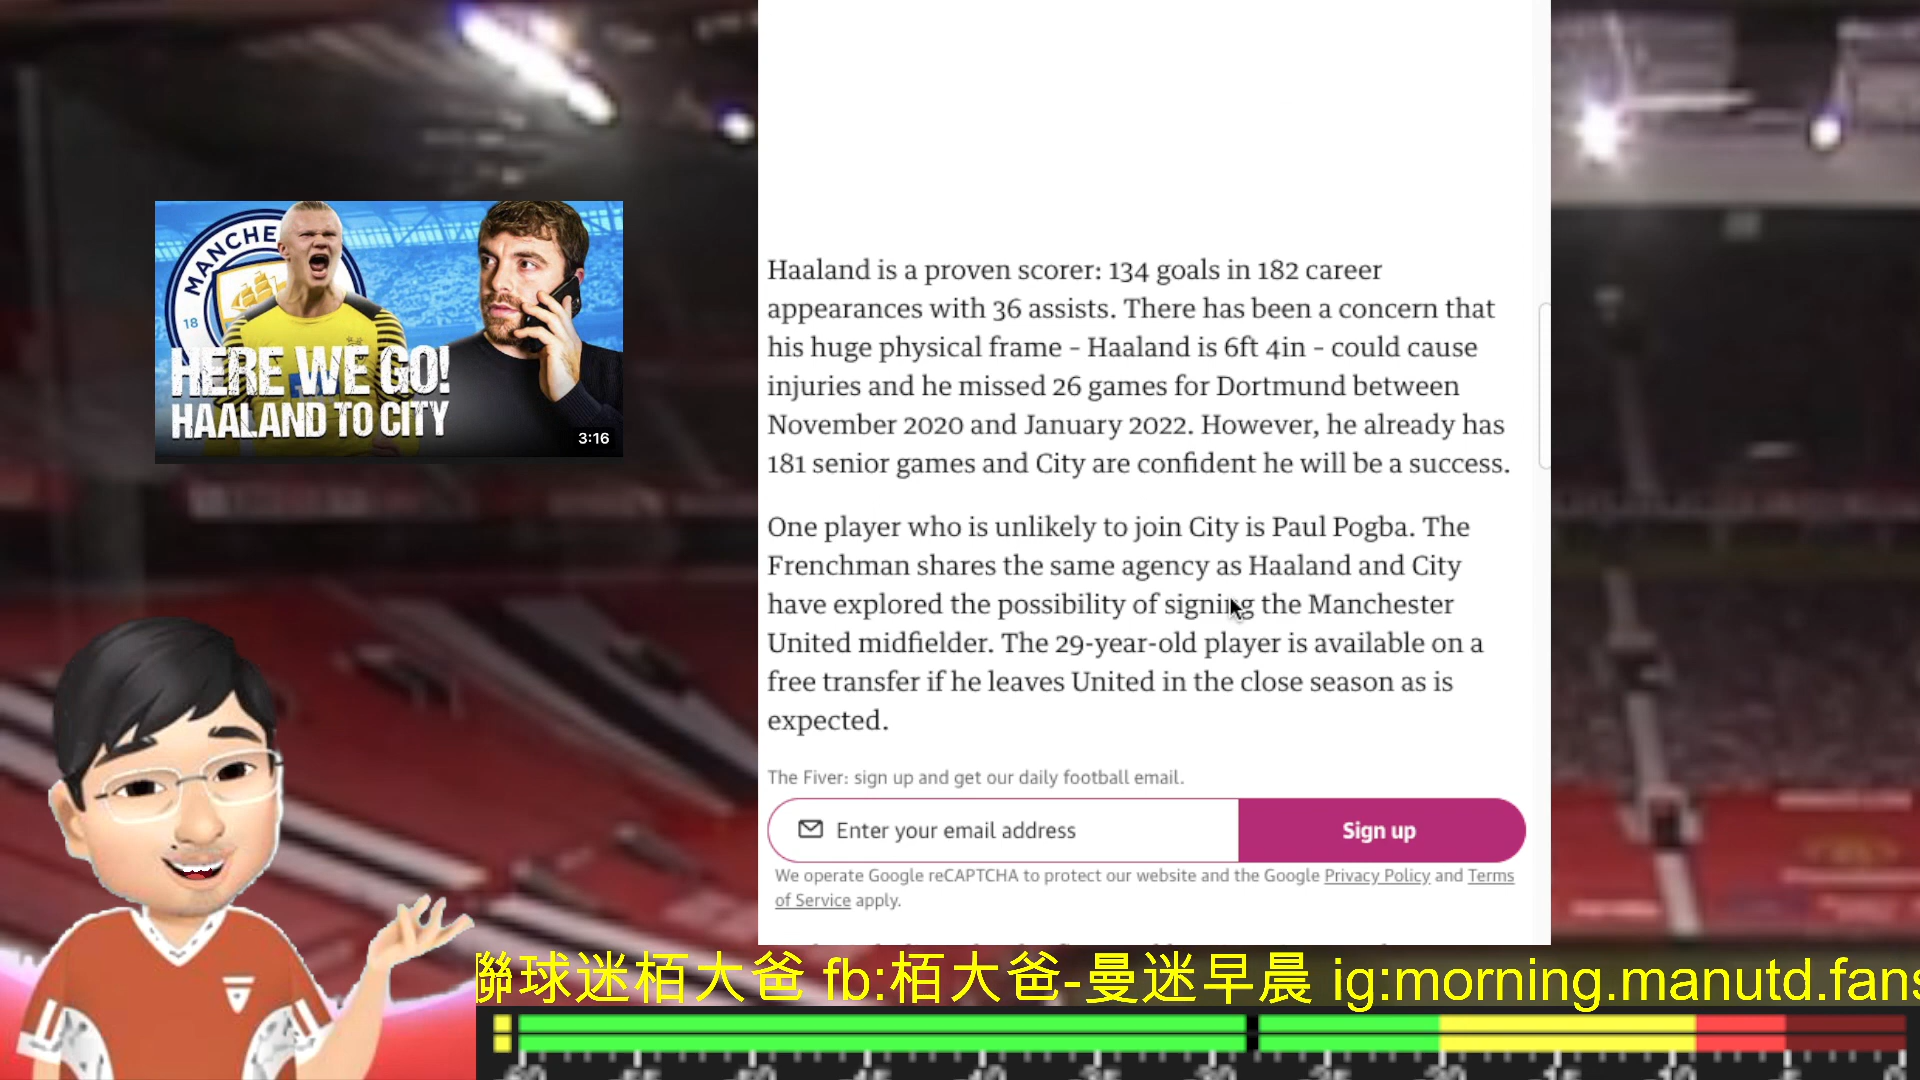 MANCHE
18
HERE WE GO!
HAALAND TO CITY
3:16
Haaland is a proven scorer: 134 goals in 182 career
appearances with 36 assists. There has been a concern that
his huge physical frame - Haaland is 6ft 4in - could cause
injuries and he missed 26 games for Dortmund between
November 2020 and January 2022. However, he already has
181 senior games and City are confident he will be a success.
One player who is unlikely to join City is Paul Pogba. The
Frenchman shares the same agency as Haaland and City
have explored the possibility of signing the Manchester
United midfielder. The 29-year-old player is available on a
free transfer if he leaves United in the close season as is
expected.
The Fiver: sign up and get our daily football email.
Enter your email address
Sign up
We operate Google reCAPTCHA to protect our website and the Google Privacy Policy and Terms
of Service apply.
聯球迷栢大爸 fb:栢大爸-曼迷早晨 ig:morning.manutd.fans